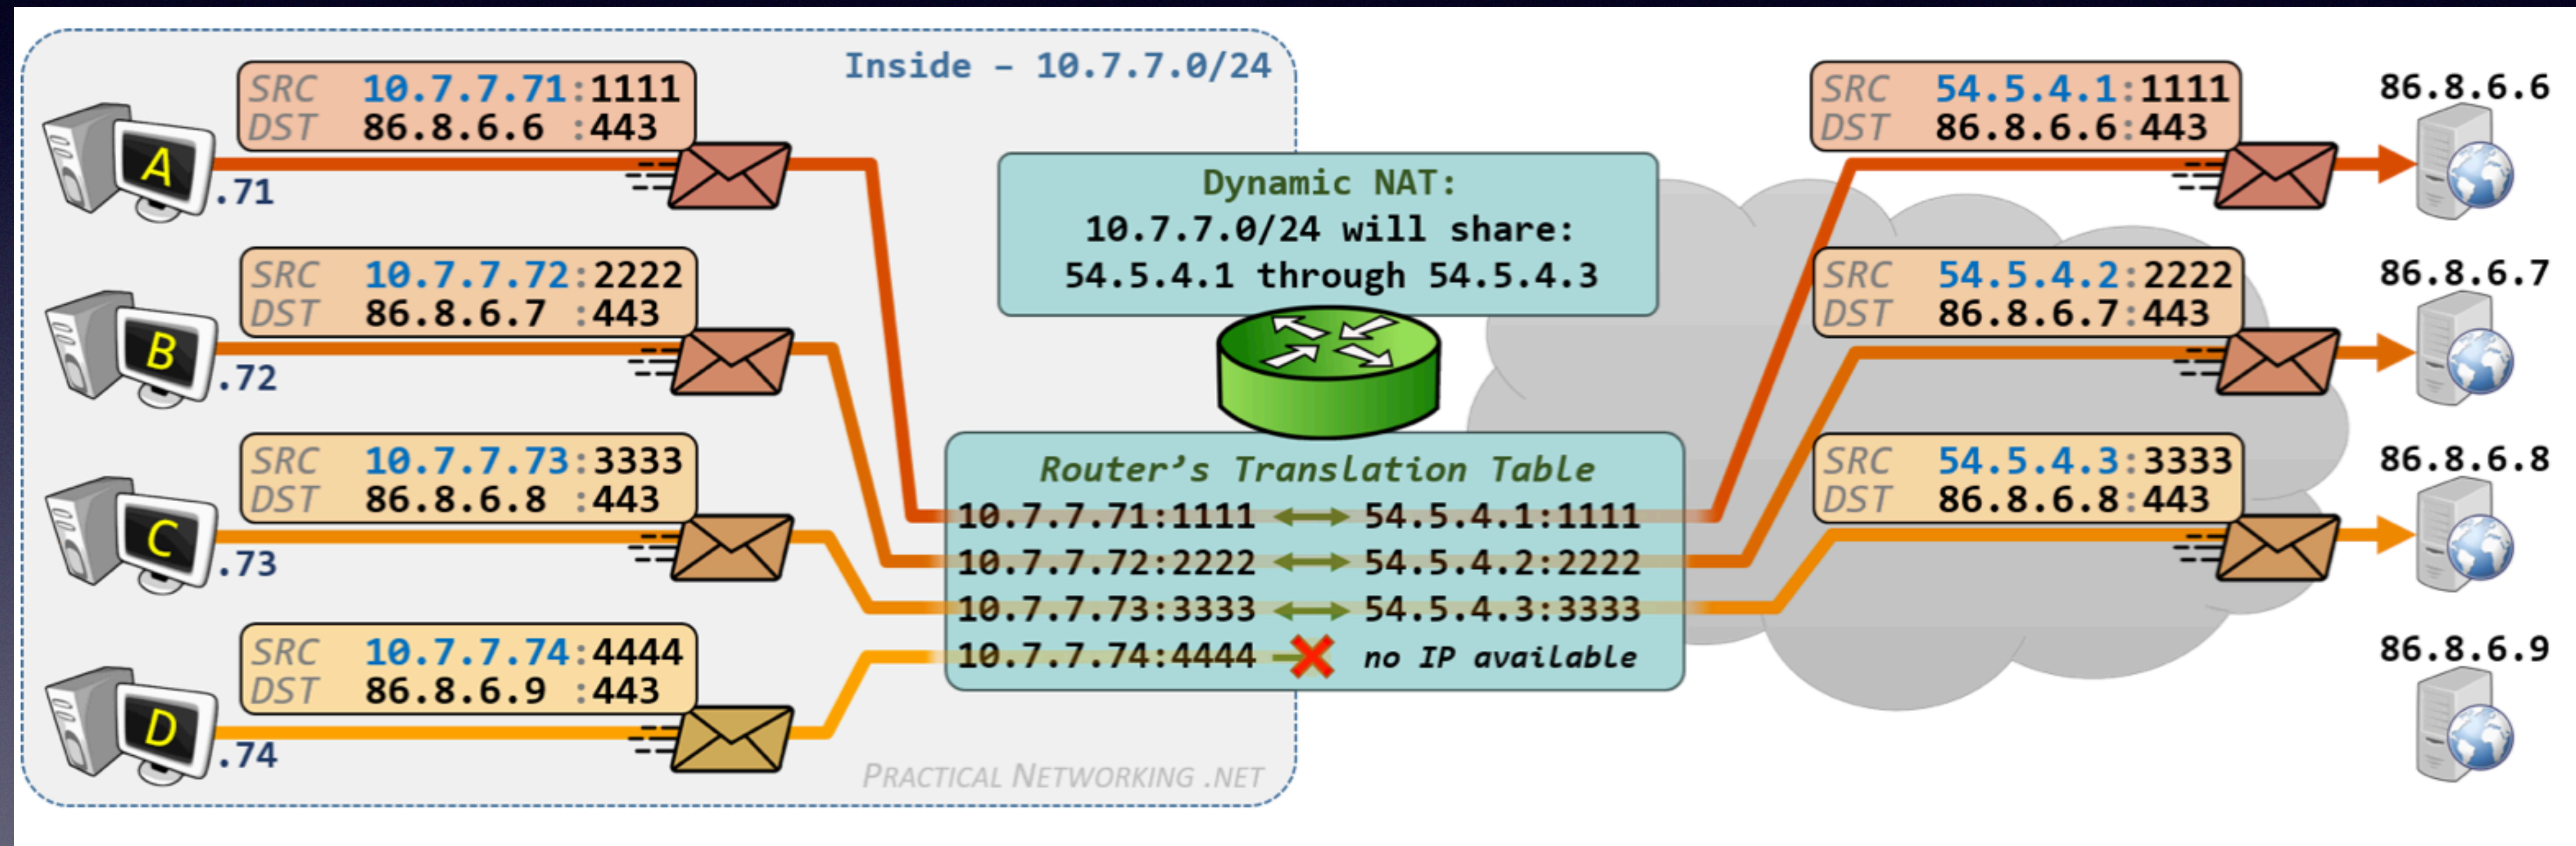 Inside – 10.7.7.0/24
SRC 10.7.7.71:1111
DST 86.8.6.6 :443
A
.71
SRC 10.7.7.72:2222
DST 86.8.6.7 :443
B
.72
SRC 10.7.7.73:3333
DST 86.8.6.8 :443
C
.73
SRC 10.7.7.74:4444
DST 86.8.6.9 :443
D
.74
PRACTICAL NETWORKING .NET
Dynamic NAT:
10.7.7.0/24 will share:
54.5.4.1 through 54.5.4.3
Router’s Translation Table
10.7.7.71:1111 54.5.4.1:1111
10.7.7.72:2222 54.5.4.2:2222
10.7.7.73:3333 54.5.4.3:3333
10.7.7.74:4444 no IP available
SRC 54.5.4.1:1111
DST 86.8.6.6:443
86.8.6.6
SRC 54.5.4.2:2222
DST 86.8.6.7:443
86.8.6.7
SRC 54.5.4.3:3333
DST 86.8.6.8:443
86.8.6.8
86.8.6.9